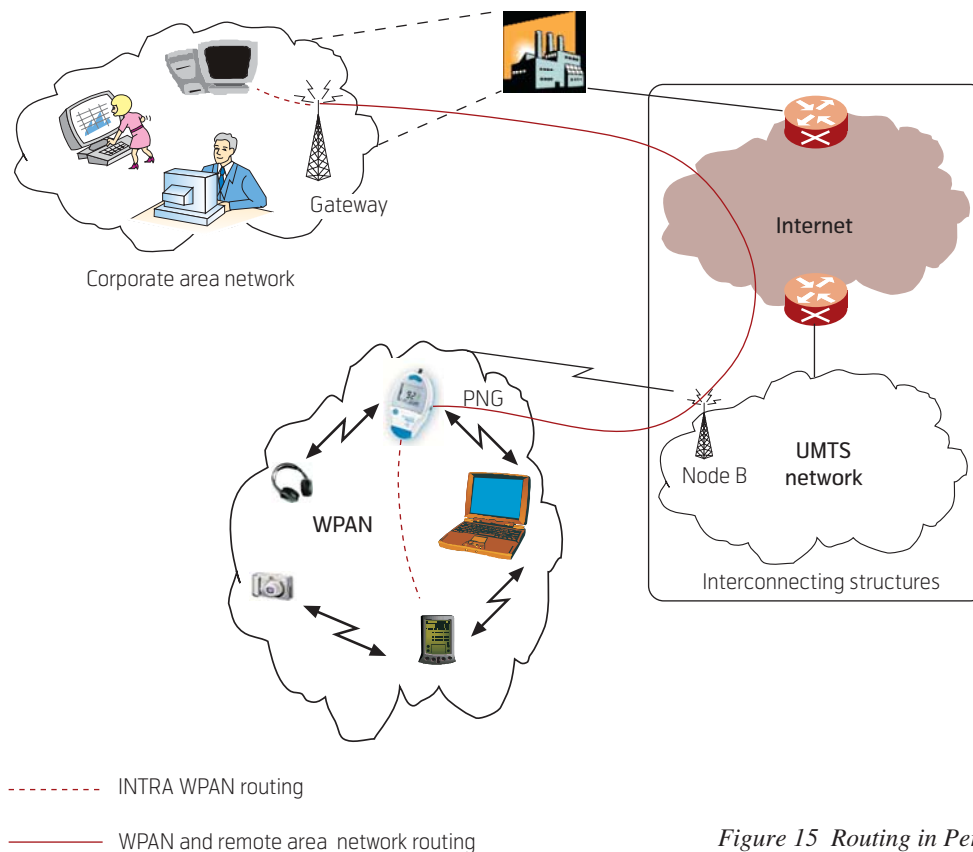 Gateway
Internet
Corporate area network
PNG
Node B
UMTS
network
WPAN
Interconnecting structures
INTRA WPAN routing
WPAN and remote area network routing
Figure 15 Routing in Per